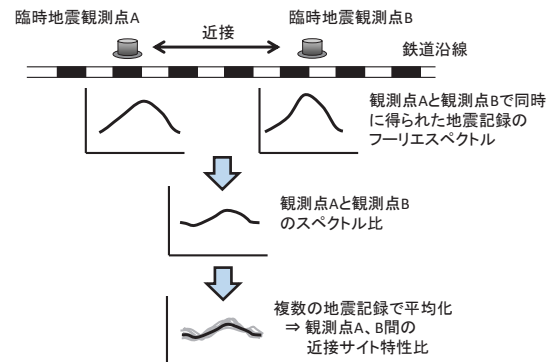 臨時地震観測点A
臨時地震観測点B
近接
鉄道沿線
観測点Aと観測点Bで同時
に得られた地震記録の
フーリエスペクトル
観測点Aと観測点B
のスペクトル比
複数の地震記録で平均化
⇒ 観測点A、B間の
近接サイト特性比